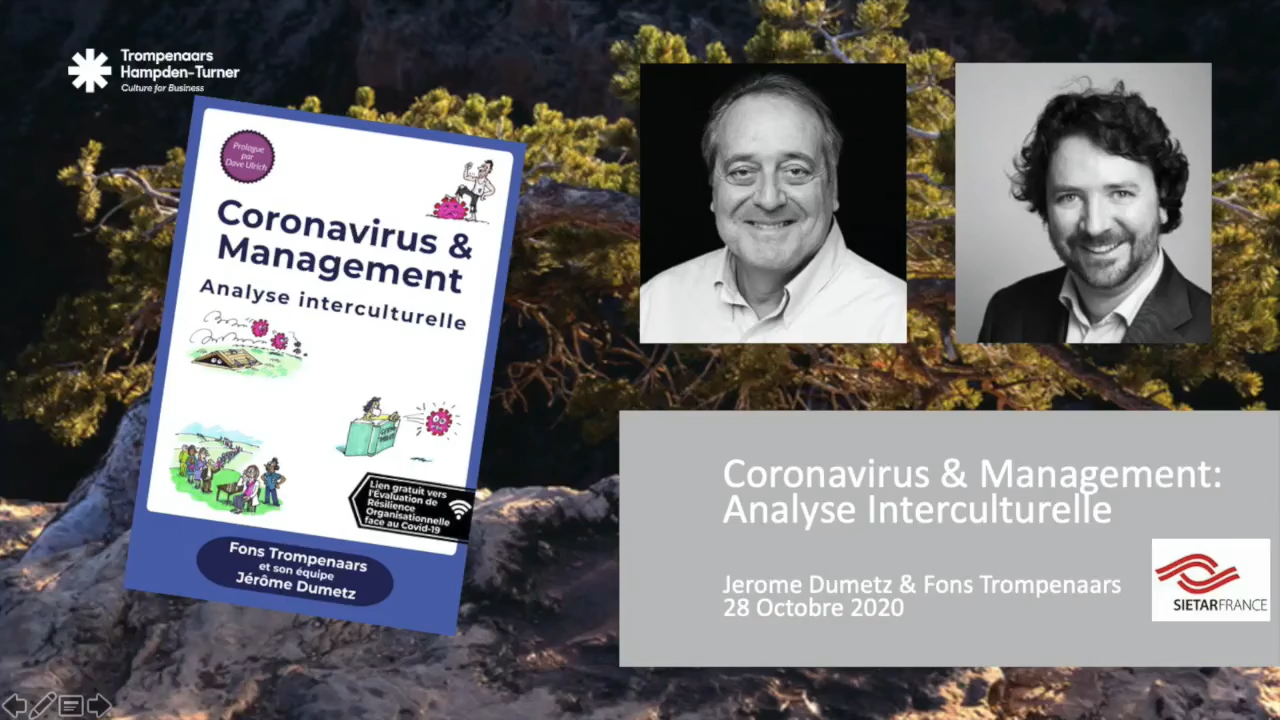 Trompenaars
Hampden-Turner
Culture for Business
Prologue
par
Dave Ulrich
Coronavirus &
Management
Analyse interculturelle
Lien gratuit vers
l'Évaluation de
Résilience
Organisationnelle
face au Covid-19
Fons Trompenaars
et son équipe
Jérôme Dumetz
Coronavirus & Management:
Analyse Interculturelle
Jerome Dumetz & Fons Trompenaars
28 Octobre 2020
SIETARFRANCE